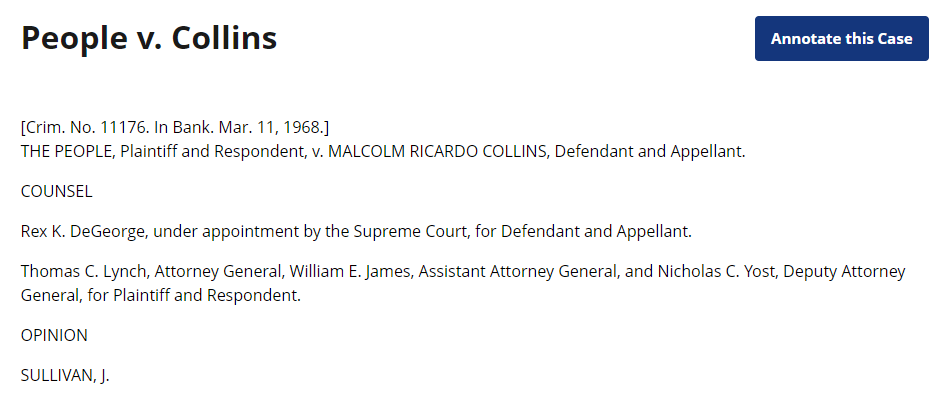 People v. Collins
Annotate this Case
[Crim. No. 11176. In Bank. Mar. 11, 1968.]
THE PEOPLE, Plaintiff and Respondent, v. MALCOLM RICARDO COLLINS, Defendant and Appellant.
COUNSEL
Rex K. DeGeorge, under appointment by the Supreme Court, for Defendant and Appellant.
Thomas C. Lynch, Attorney General, William E. James, Assistant Attorney General, and Nicholas C. Yost, Deputy Attorney
General, for Plaintiff and Respondent.
OPINION
SULLIVAN, J.